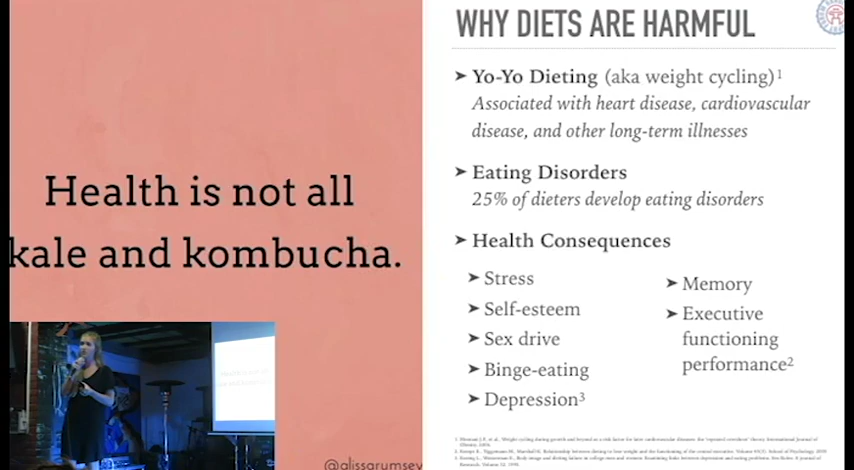 Health is not all
kale and kombucha.
@alissarumsey
WHY DIETS ARE HARMFUL
➤ Yo-Yo Dieting (aka weight cycling)1
Associated with heart disease, cardiovascular
disease, and other long-term illnesses
➤ Eating Disorders
25% of dieters develop eating disorders
➤ Health Consequences
➤ Stress
➤ Self-esteem
➤ Sex drive
➤ Binge-eating
➤ Depression3
➤ Memory
➤ Executive
functioning
performance2